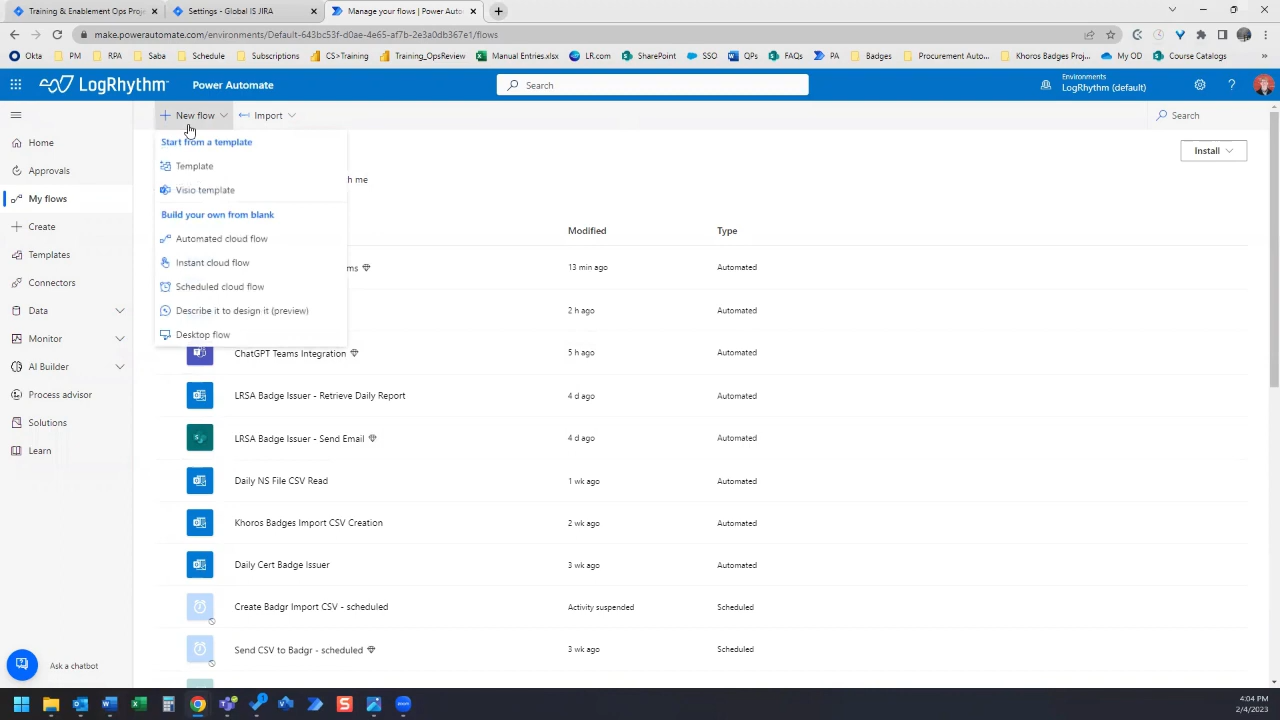 Training & Enablement Ops Proje
Settings - Global IS JIRA
Manage your flows | Power Autom
make.powerautomate.com/environments/Default-643bc53f-d0ae-4e65-af7b-2e3a0db367e1/flows
Okta
PM
RPA
Saba
Schedule
Subscriptions
CS>Training
Training_OpsReview
Manual Entries.xlsx
LR.com
SharePoint
SSO
QPS
FAQs
PA
Badges
Procurement Auto...
Khoros Badges Proj...
My OD
Course Catalogs
LogRhythm
Power Automate
Search
Environments
LogRhythm (default)
New flow
Import
Search
Home
Approvals
My flows
Create
Templates
Connectors
Data
Monitor
AI Builder
Process advisor
Solutions
Learn
Ask a chatbot
Start from a template
Template
Visio template
Build your own from blank
Automated cloud flow
Instant cloud flow
Scheduled cloud flow
Describe it to design it (preview)
Desktop flow
Install
h me
Modified
Type
ms
13 min ago
Automated
2 h ago
Automated
ChatGPT Teams Integration
5 h ago
Automated
LRSA Badge Issuer - Retrieve Daily Report
4 d ago
Automated
LRSA Badge Issuer - Send Email
4 d ago
Automated
Daily NS File CSV Read
1 wk ago
Automated
Khoros Badges Import CSV Creation
2 wk ago
Automated
Daily Cert Badge Issuer
3 wk ago
Automated
Create Badgr Import CSV - scheduled
Activity suspended
Scheduled
Send CSV to Badgr - scheduled
3 wk ago
Scheduled
4:04 PM
2/4/2023